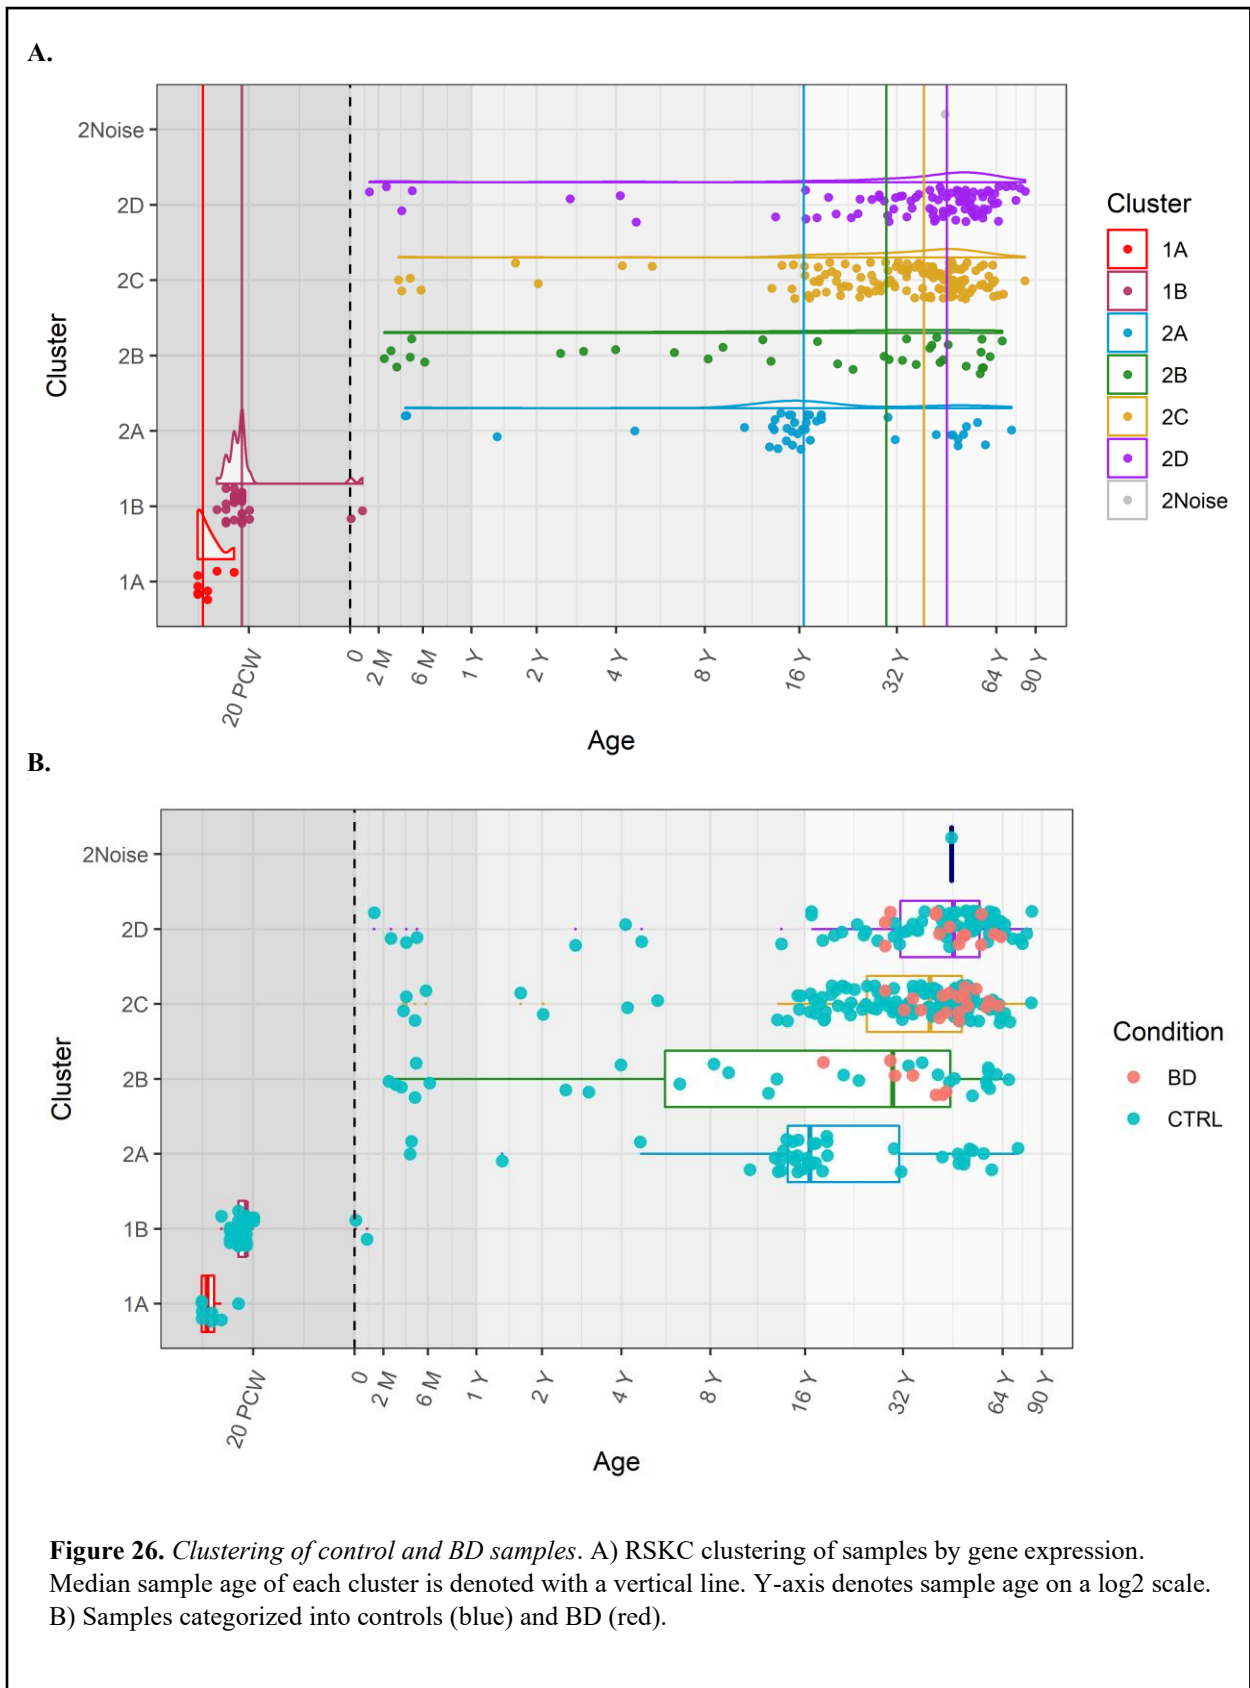 A.
2Noise
2D
2C
2B
2A
1B
1A
Cluster
20 PCW
0
2 M
6 M
1 Y
2 Y
4 Y
8 Y
16 Y
32 Y
64 Y
90 Y
Age
Cluster
1A
1B
2A
2B
2C
2D
2Noise
B.
2Noise
2D
2C
2B
2A
1B
1A
Cluster
20 PCW
0
2 M
6 M
1 Y
2 Y
4 Y
8 Y
16 Y
32 Y
64 Y
90 Y
Age
Condition
BD
CTRL
Figure 26. Clustering of control and BD samples. A) RSKC clustering of samples by gene expression.
Median sample age of each cluster is denoted with a vertical line. Y-axis denotes sample age on a log2 scale.
B) Samples categorized into controls (blue) and BD (red).